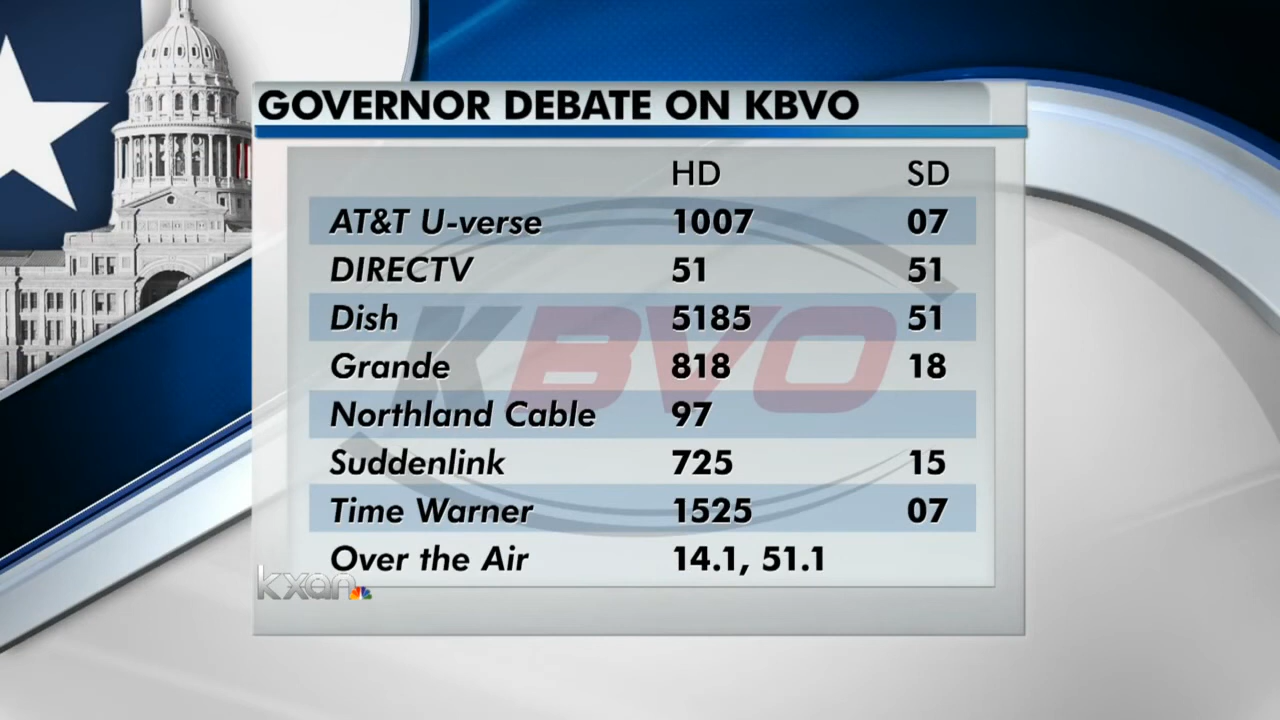 GOVERNOR DEBATE ON KBVO
HD SD
AT&T U-verse 1007 07
DIRECTV 51 51
Dish 5185 51
Grande 818 18
Northland Cable 97
Suddenlink 725 15
Time Warner 1525 07
Over the Air 14.1, 51.1
KBVO
kxan